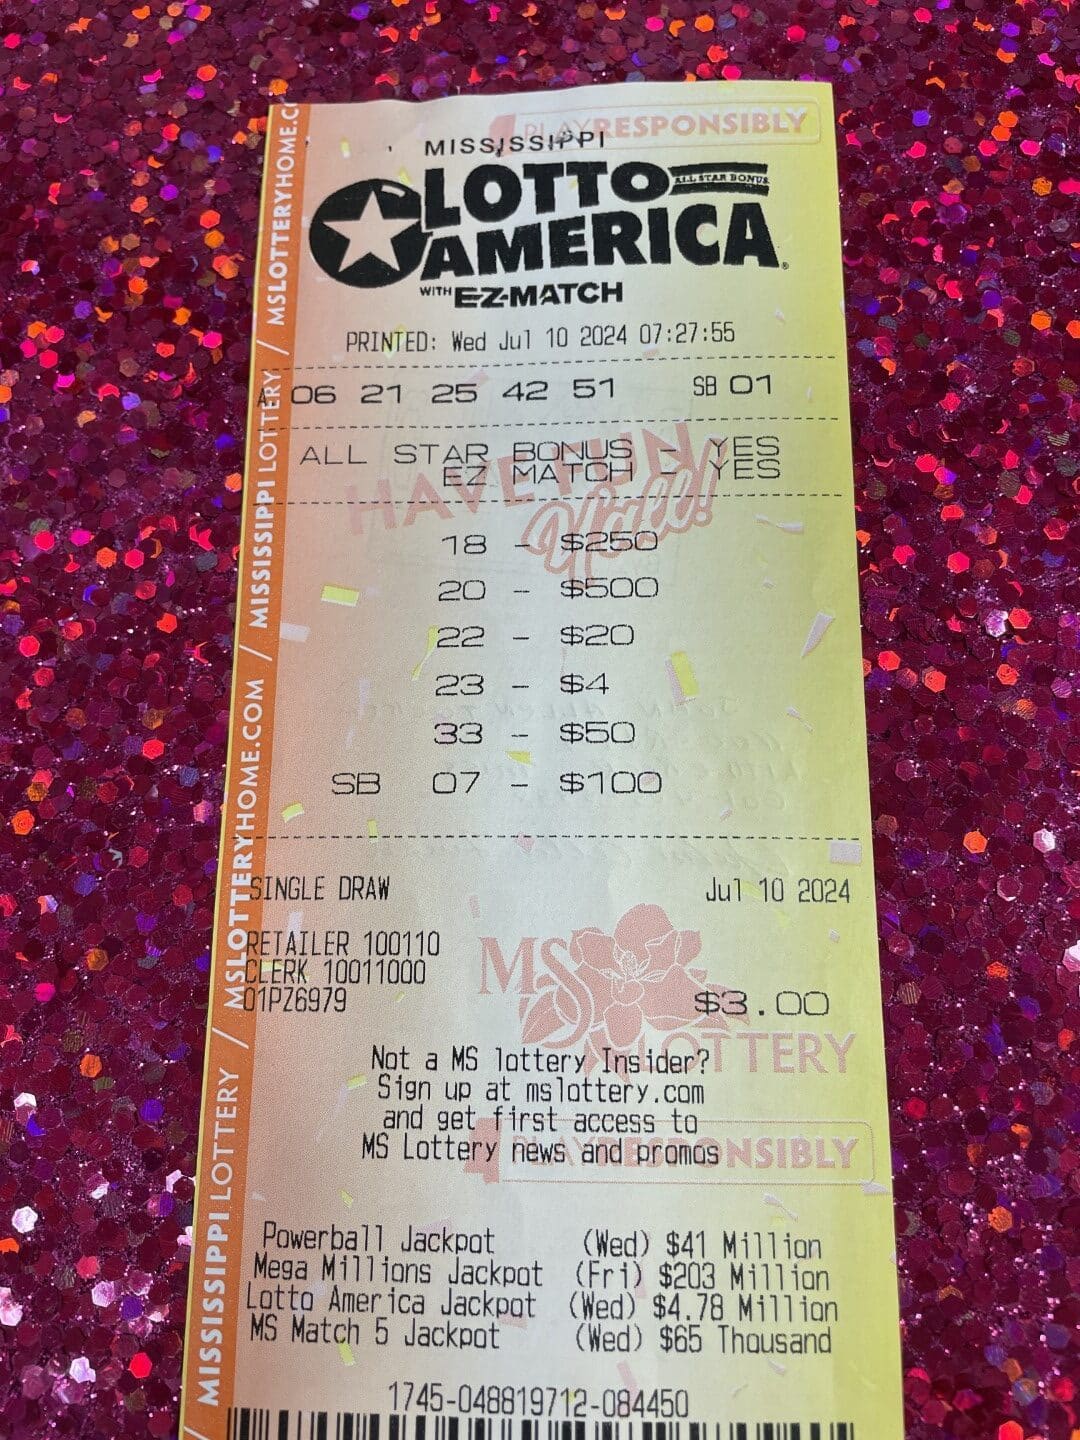 PLAY RESPONSIBLY
MISSISSIPPI
LOTTO ALL STAR BONUS
AMERICA®
WITH EZ-MATCH
PRINTED: Wed Jul 10 2024 07:27:55
A 06 21 25 42 51 SB 01
ALL STAR BONUS - YES
EZ MATCH - YES
HAVE FUN
Y'all!
18 - $250
20 - $500
22 - $20
23 - $4
33 - $50
SB 07 - $100
SINGLE DRAW Jul 10 2024
RETAILER 100110
CLERK 10011000
01PZ6979
$3.00
MS
LOTTERY
Not a MS lottery Insider?
Sign up at mslottery.com
and get first access to
MS Lottery news and promos
PLAY RESPONSIBLY
Powerball Jackpot (Wed) $41 Million
Mega Millions Jackpot (Fri) $203 Million
Lotto America Jackpot (Wed) $4.78 Million
MS Match 5 Jackpot (Wed) $65 Thousand
1745-048819712-084450
MISSISSIPPI LOTTERY / MSLOTTERYHOME.COM / MISSISSIPPI LOTTERY / MSLOTTERYHOME.C